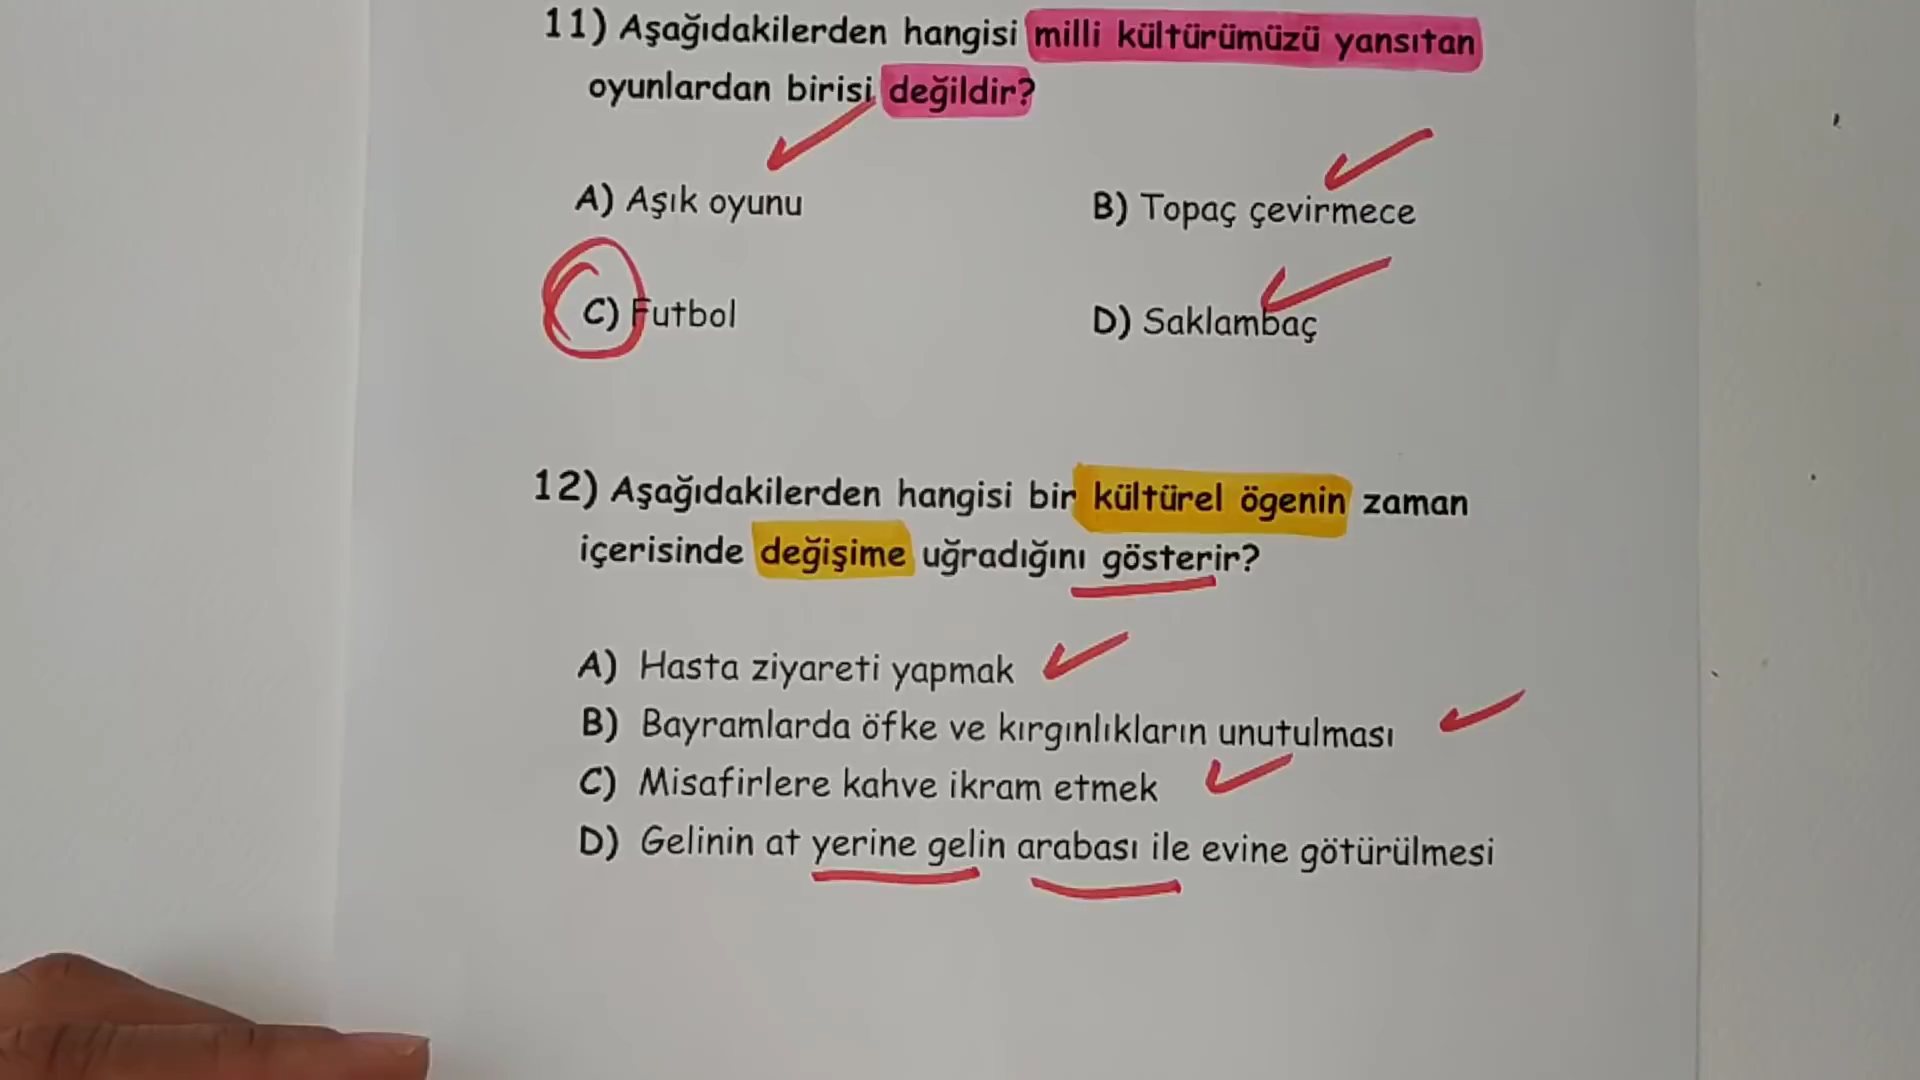 11) Aşağıdakilerden hangisi milli kültürümüzü yansıtan
oyunlardan birisi değildir?
A) Aşık oyunu
B) Topaç çevirmece
C) Futbol
D) Saklambaç
12) Aşağıdakilerden hangisi bir kültürel ögenin zaman
içerisinde değişime uğradığını gösterir?
A) Hasta ziyareti yapmak
B) Bayramlarda öfke ve kırgınlıkların unutulması
C) Misafirlere kahve ikram etmek
D) Gelinin at yerine gelin arabası ile evine götürülmesi